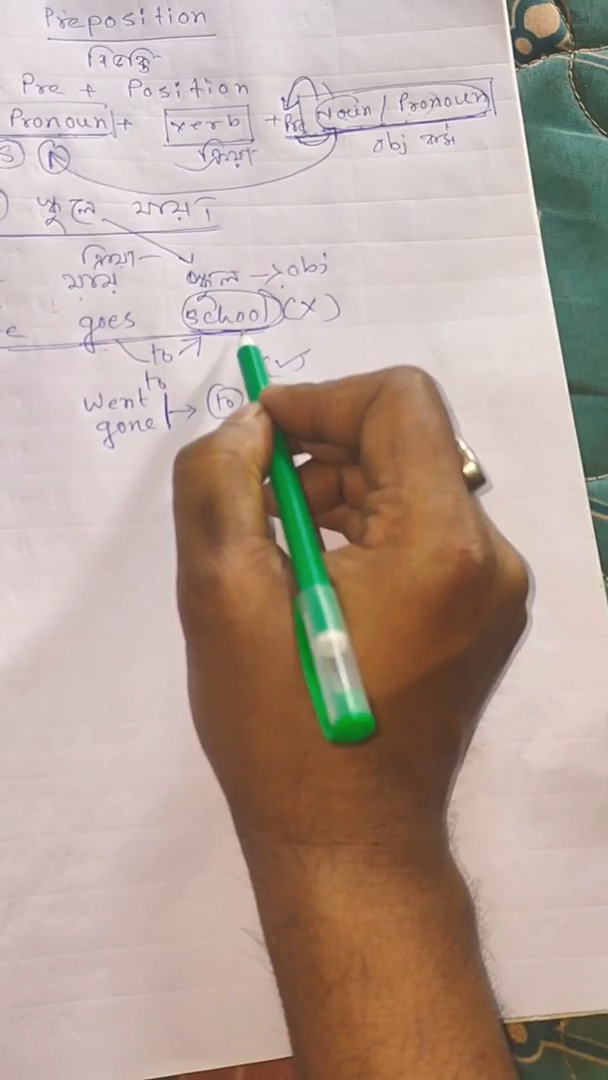 Preposition
বিভক্তি
Pre + Position
Pronoun + verb + Pre Noun / Pronoun
S ক্রিয়া obj কর্ম
স্কুলে যায়।
ক্রিয়া-
যায় স্কুল → obj
e goes School (X)
to
to
Went
gone → to